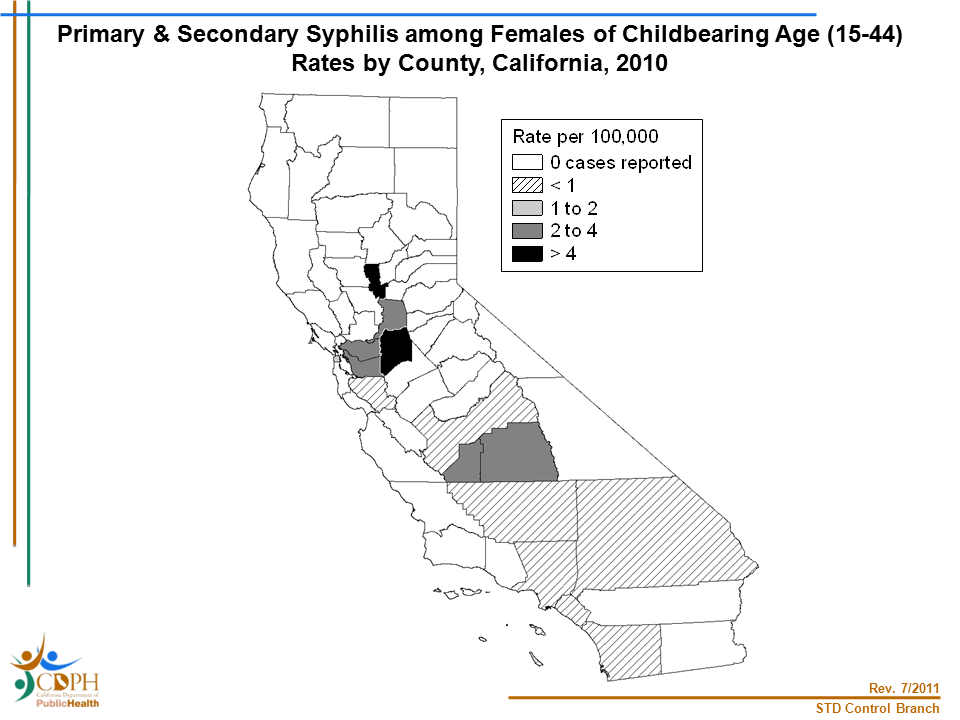 Primary & Secondary Syphilis among Females of Childbearing Age (15-44)
Rates by County, California, 2010
Rate per 100,000
0 cases reported
< 1
1 to 2
2 to 4
> 4
CDPH
California Department of
PublicHealth
Rev. 7/2011
STD Control Branch